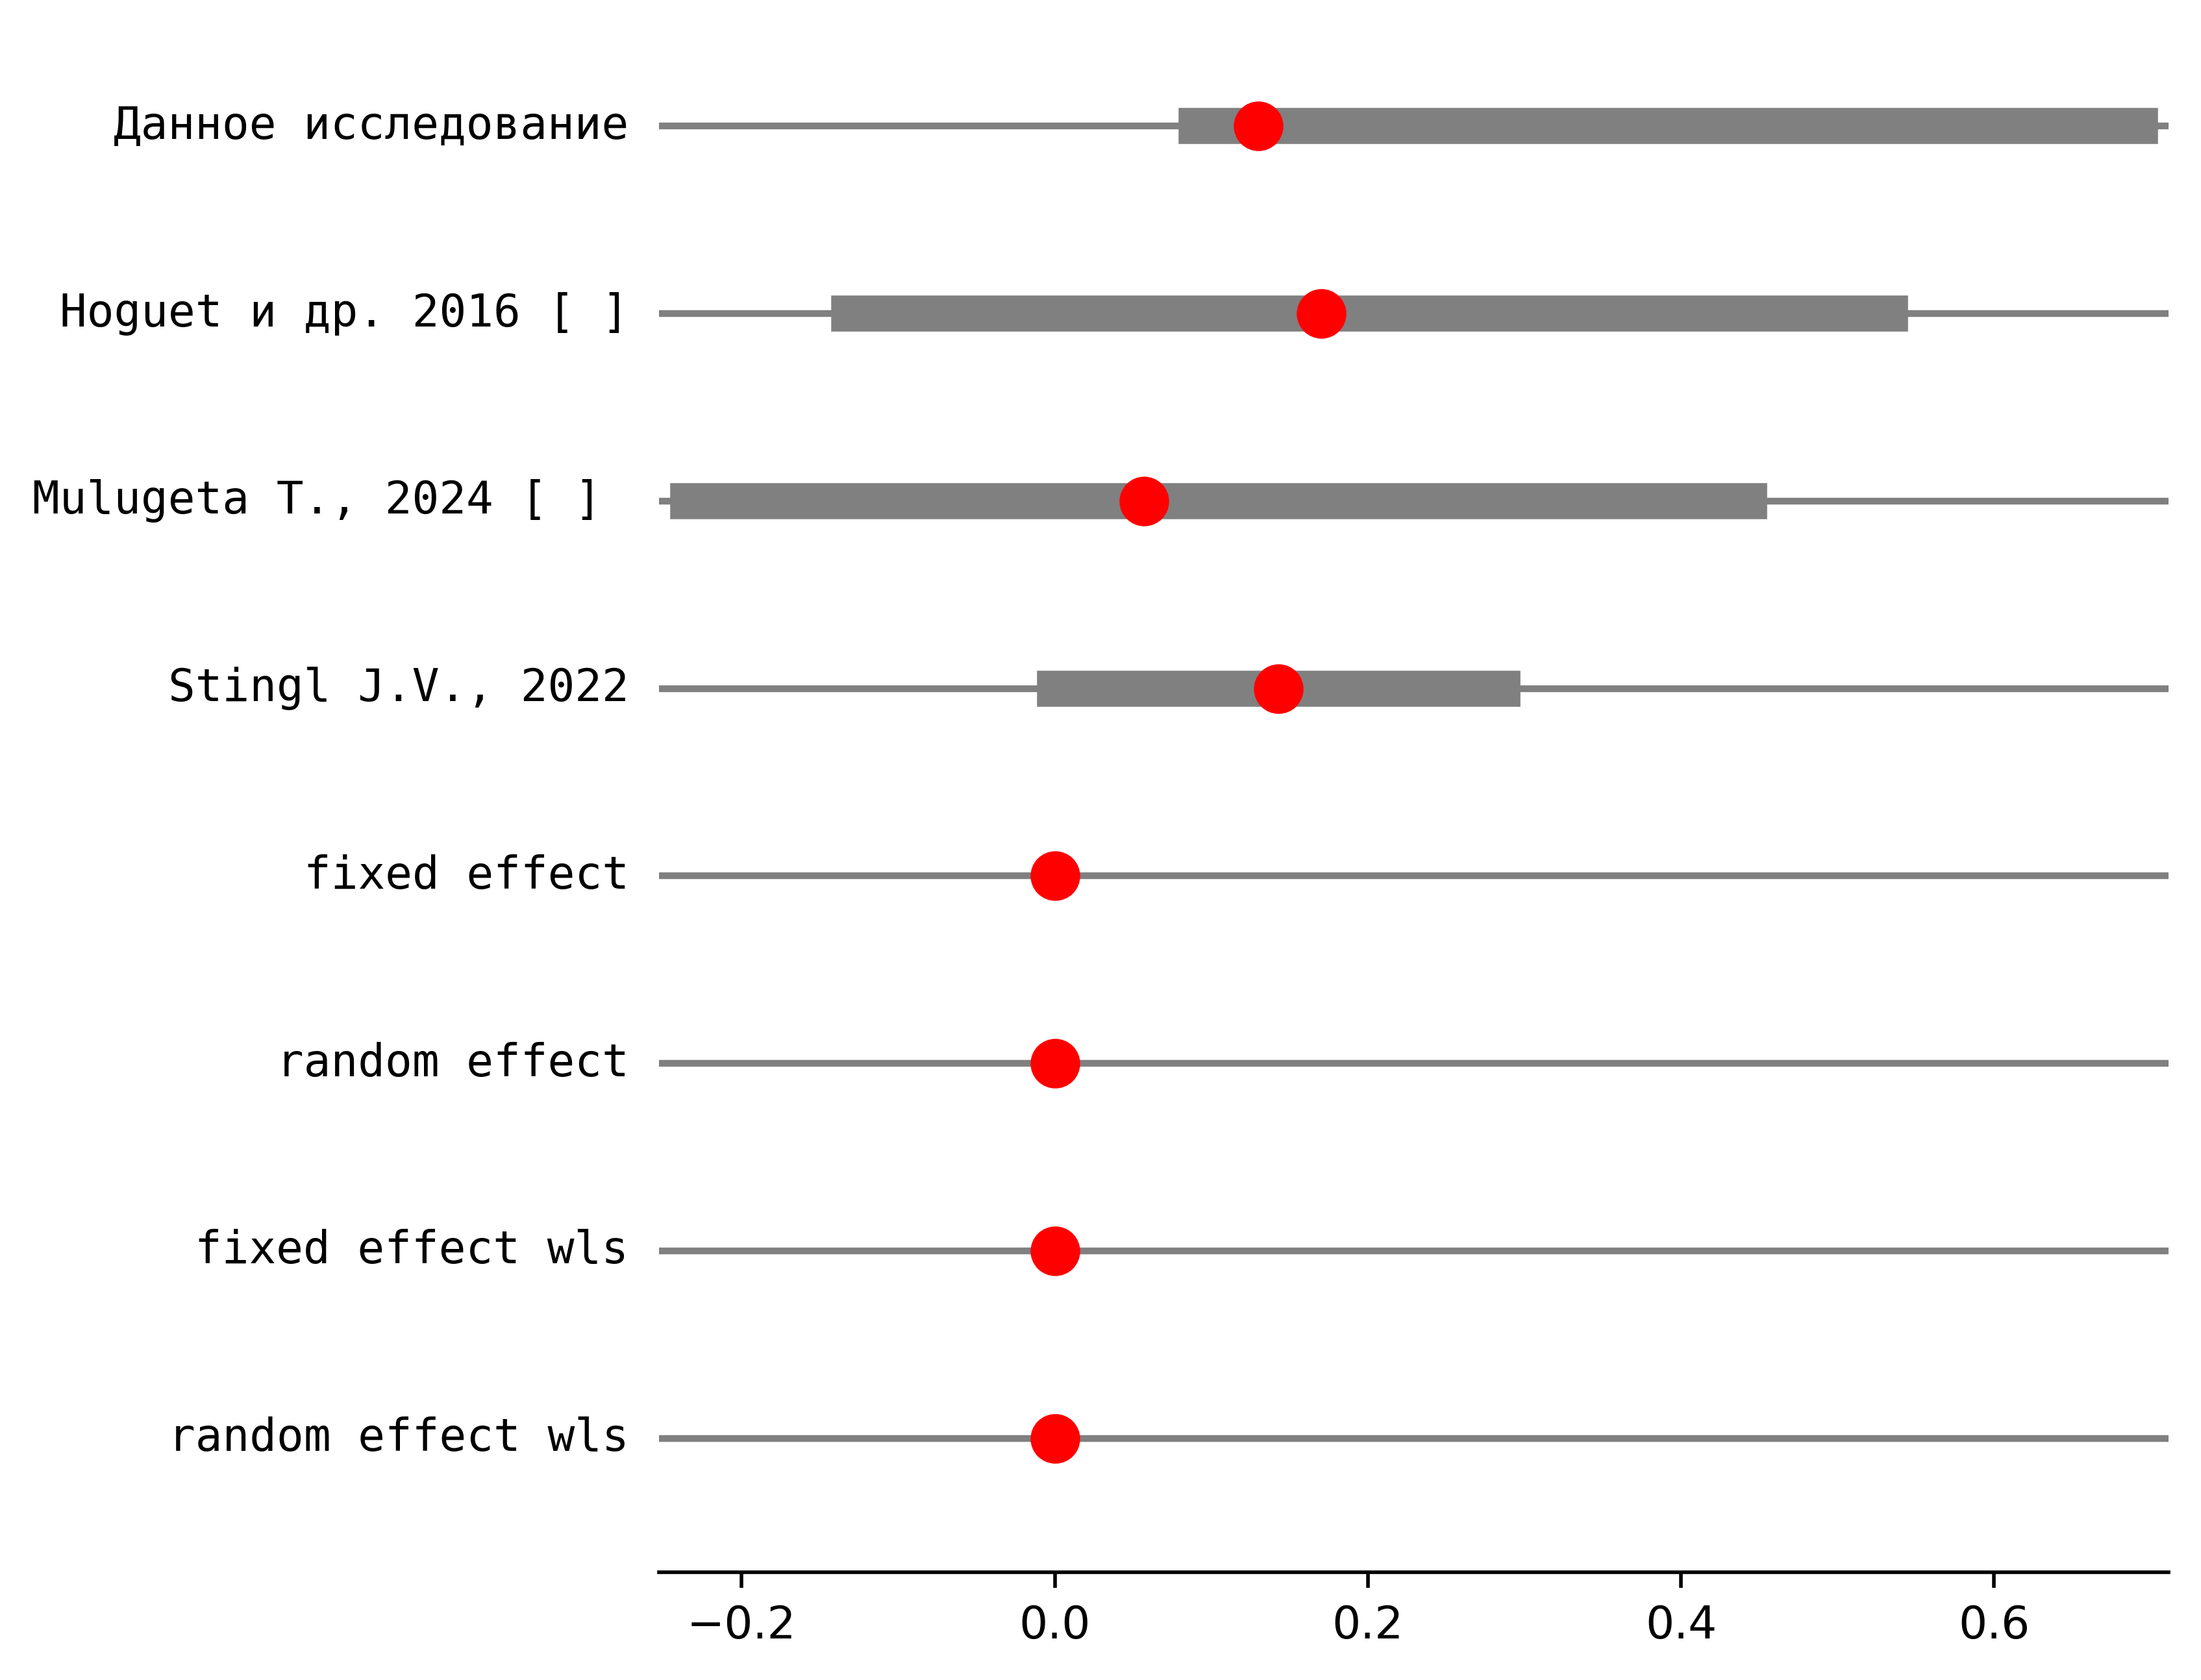 Данное исследование
Hoguet и др. 2016 [ ]
Mulugeta T., 2024 [ ]
Stingl J.V., 2022
fixed effect
random effect
fixed effect wls
random effect wls
−0.2 0.0 0.2 0.4 0.6